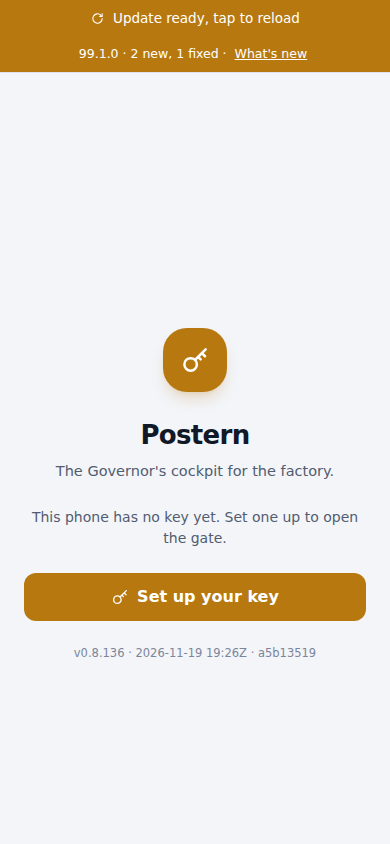 Update ready, tap to reload
99.1.0 · 2 new, 1 fixed · What's new
Postern
The Governor's cockpit for the factory.
This phone has no key yet. Set one up to open
the gate.
Set up your key
v0.8.136 · 2026-11-19 19:26Z · a5b13519